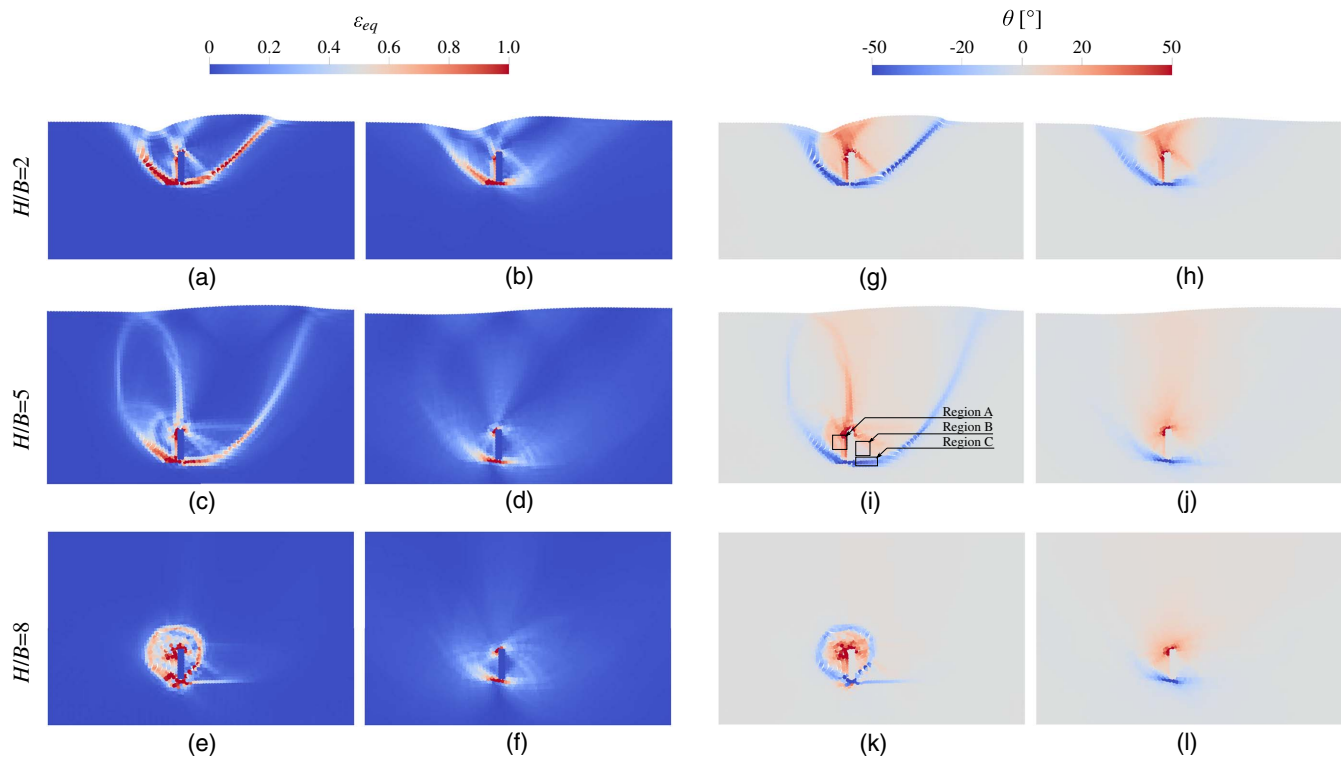 ε_eq
0 0.2 0.4 0.6 0.8 1.0
θ [°]
-50 -20 0 20 50
H/B=2
(a) (b) (g) (h)
H/B=5
Region A
Region B
Region C
(c) (d) (i) (j)
H/B=8
(e) (f) (k) (l)